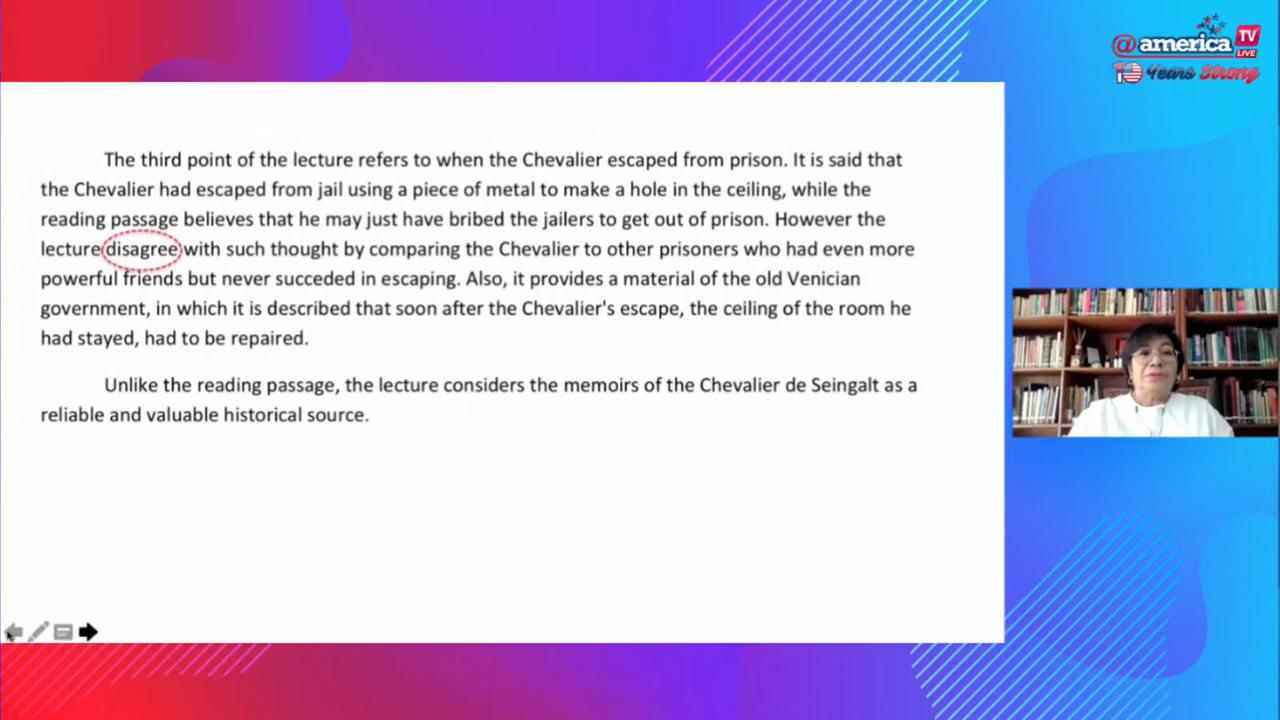 @america TV
LIVE
10 Years Strong
The third point of the lecture refers to when the Chevalier escaped from prison. It is said that
the Chevalier had escaped from jail using a piece of metal to make a hole in the ceiling, while the
reading passage believes that he may just have bribed the jailers to get out of prison. However the
lecture disagree with such thought by comparing the Chevalier to other prisoners who had even more
powerful friends but never succeded in escaping. Also, it provides a material of the old Venician
government, in which it is described that soon after the Chevalier's escape, the ceiling of the room he
had stayed, had to be repaired.
Unlike the reading passage, the lecture considers the memoirs of the Chevalier de Seingalt as a
reliable and valuable historical source.